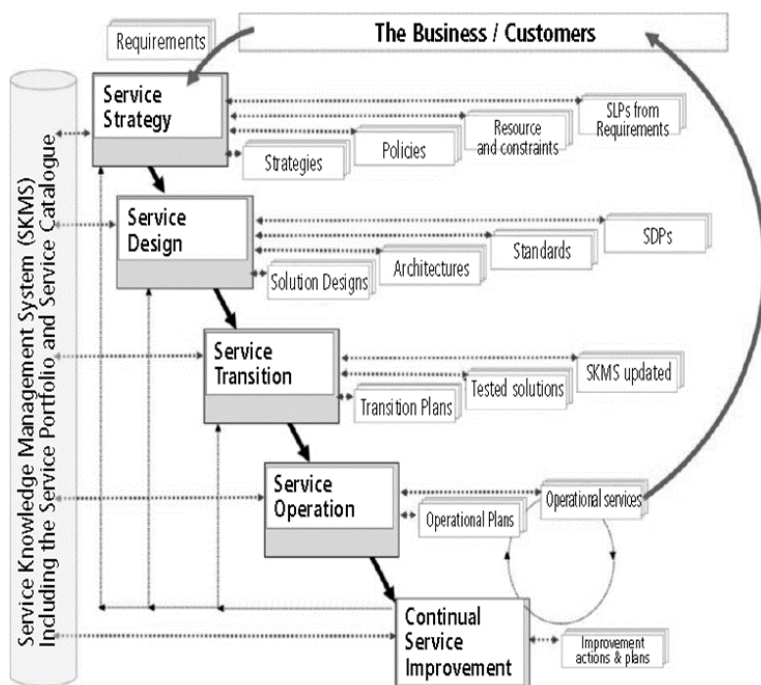 Requirements
The Business / Customers
Service Knowledge Management System (SKMS)
Including the Service Portfolio and Service Catalogue
Service
Strategy
Strategies
Policies
Resource
and constraints
SLPs from
Requirements
Service
Design
Solution Designs
Architectures
Standards
SDPs
Service
Transition
Transition Plans
Tested solutions
SKMS updated
Service
Operation
Operational Plans
Operational services
Continual
Service
Improvement
Improvement
actions & plans